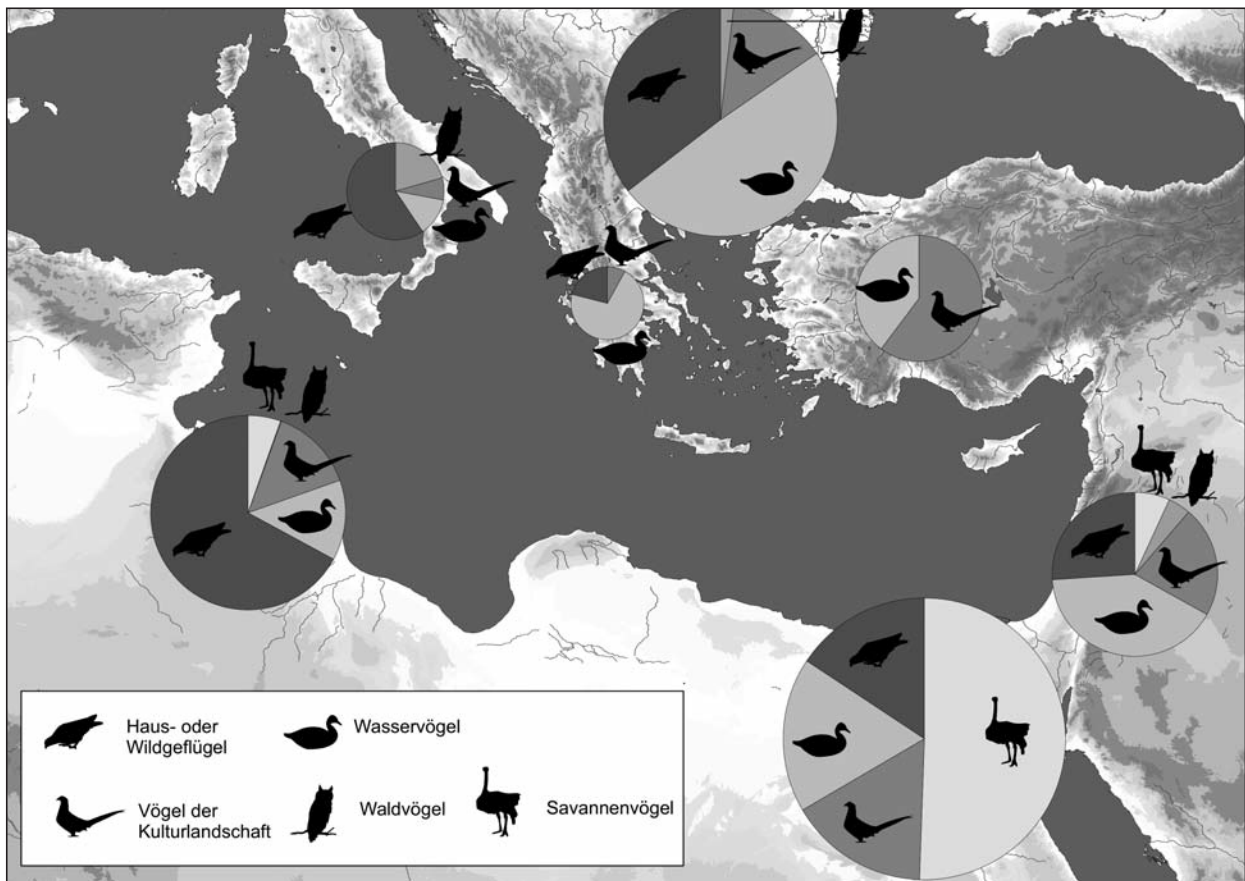 Haus- oder
Wildgeflügel
Wasservögel
Vögel der
Kulturlandschaft
Waldvögel
Savannenvögel